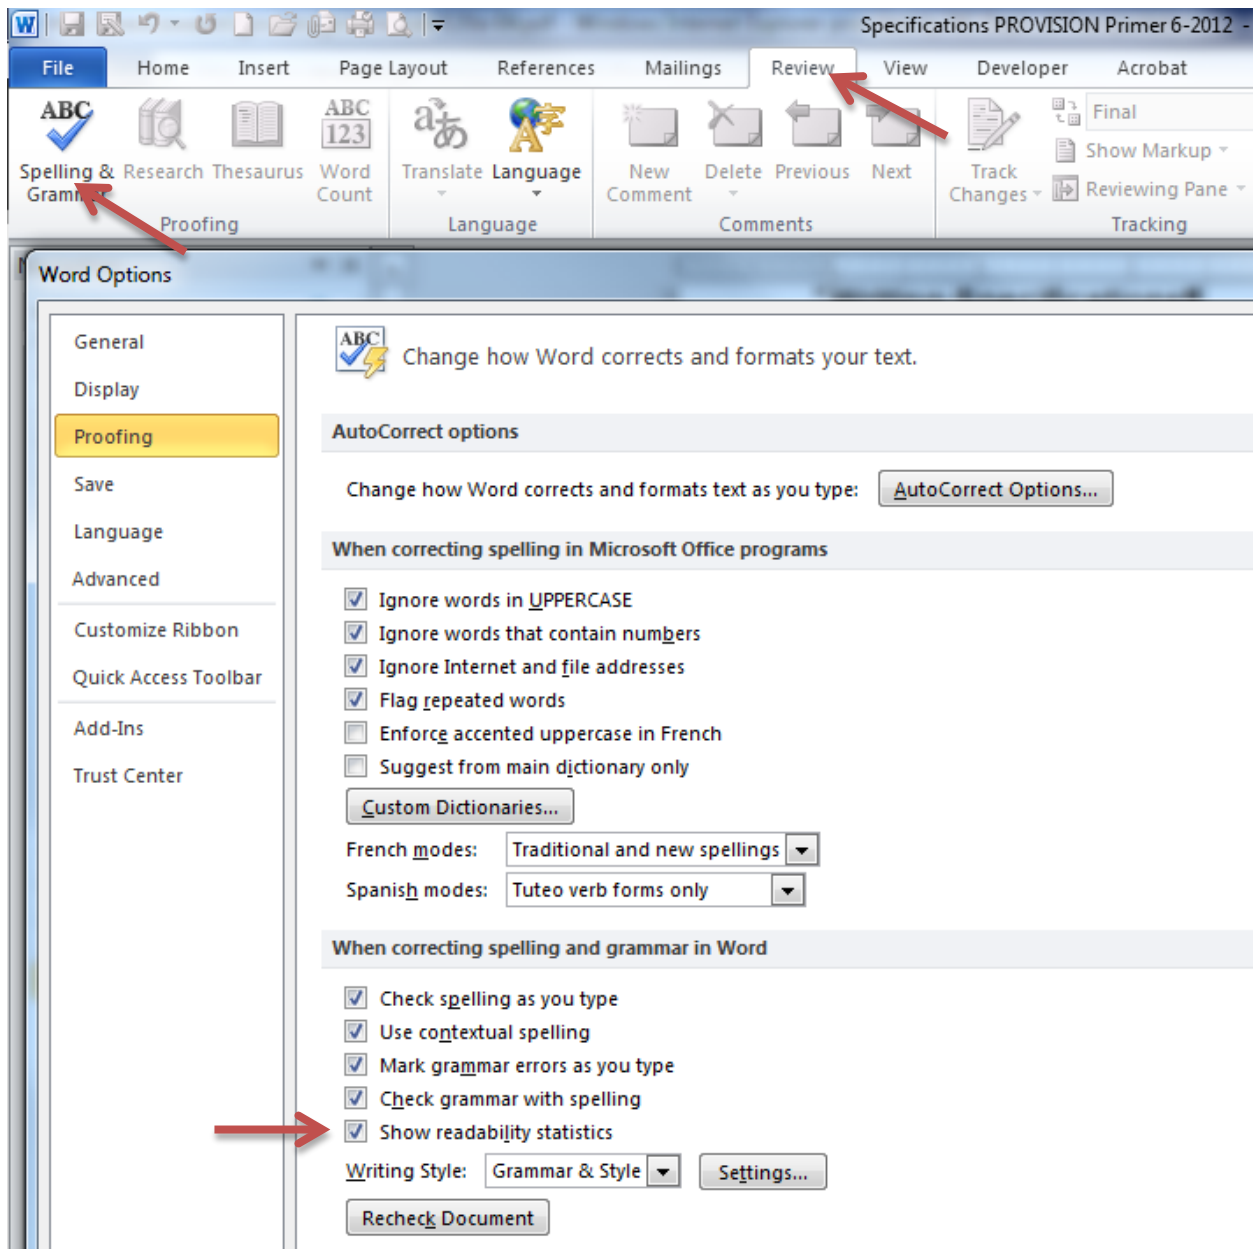 W Specifications PROVISION Primer 6-2012 -
File Home Insert Page Layout References Mailings Review View Developer Acrobat
ABC ABC 123 Final
Spelling & Research Thesaurus Word Translate Language New Delete Previous Next Track Show Markup
Count Comment Changes Reviewing Pane
Proofing Language Comments Tracking
Word Options
General
Display
Proofing
Save
Language
Advanced
Customize Ribbon
Quick Access Toolbar
Add-Ins
Trust Center
ABC Change how Word corrects and formats your text.
AutoCorrect options
Change how Word corrects and formats text as you type: AutoCorrect Options...
When correcting spelling in Microsoft Office programs
Ignore words in UPPERCASE
Ignore words that contain numbers
Ignore Internet and file addresses
Flag repeated words
Enforce accented uppercase in French
Suggest from main dictionary only
Custom Dictionaries...
French modes: Traditional and new spellings
Spanish modes: Tuteo verb forms only
When correcting spelling and grammar in Word
Check spelling as you type
Use contextual spelling
Mark grammar errors as you type
Check grammar with spelling
Show readability statistics
Writing Style: Grammar & Style Settings...
Recheck Document